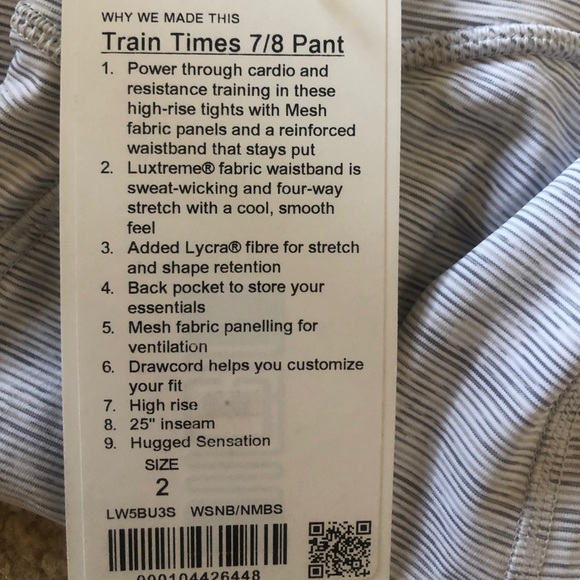 WHY WE MADE THIS
Train Times 7/8 Pant
1. Power through cardio and
resistance training in these
high-rise tights with Mesh
fabric panels and a reinforced
waistband that stays put
2. Luxtreme® fabric waistband is
sweat-wicking and four-way
stretch with a cool, smooth
feel
3. Added Lycra® fibre for stretch
and shape retention
4. Back pocket to store your
essentials
5. Mesh fabric panelling for
ventilation
6. Drawcord helps you customize
your fit
7. High rise
8. 25" inseam
9. Hugged Sensation
SIZE
2
LW5BU3S WSNB/NMBS
000104426448